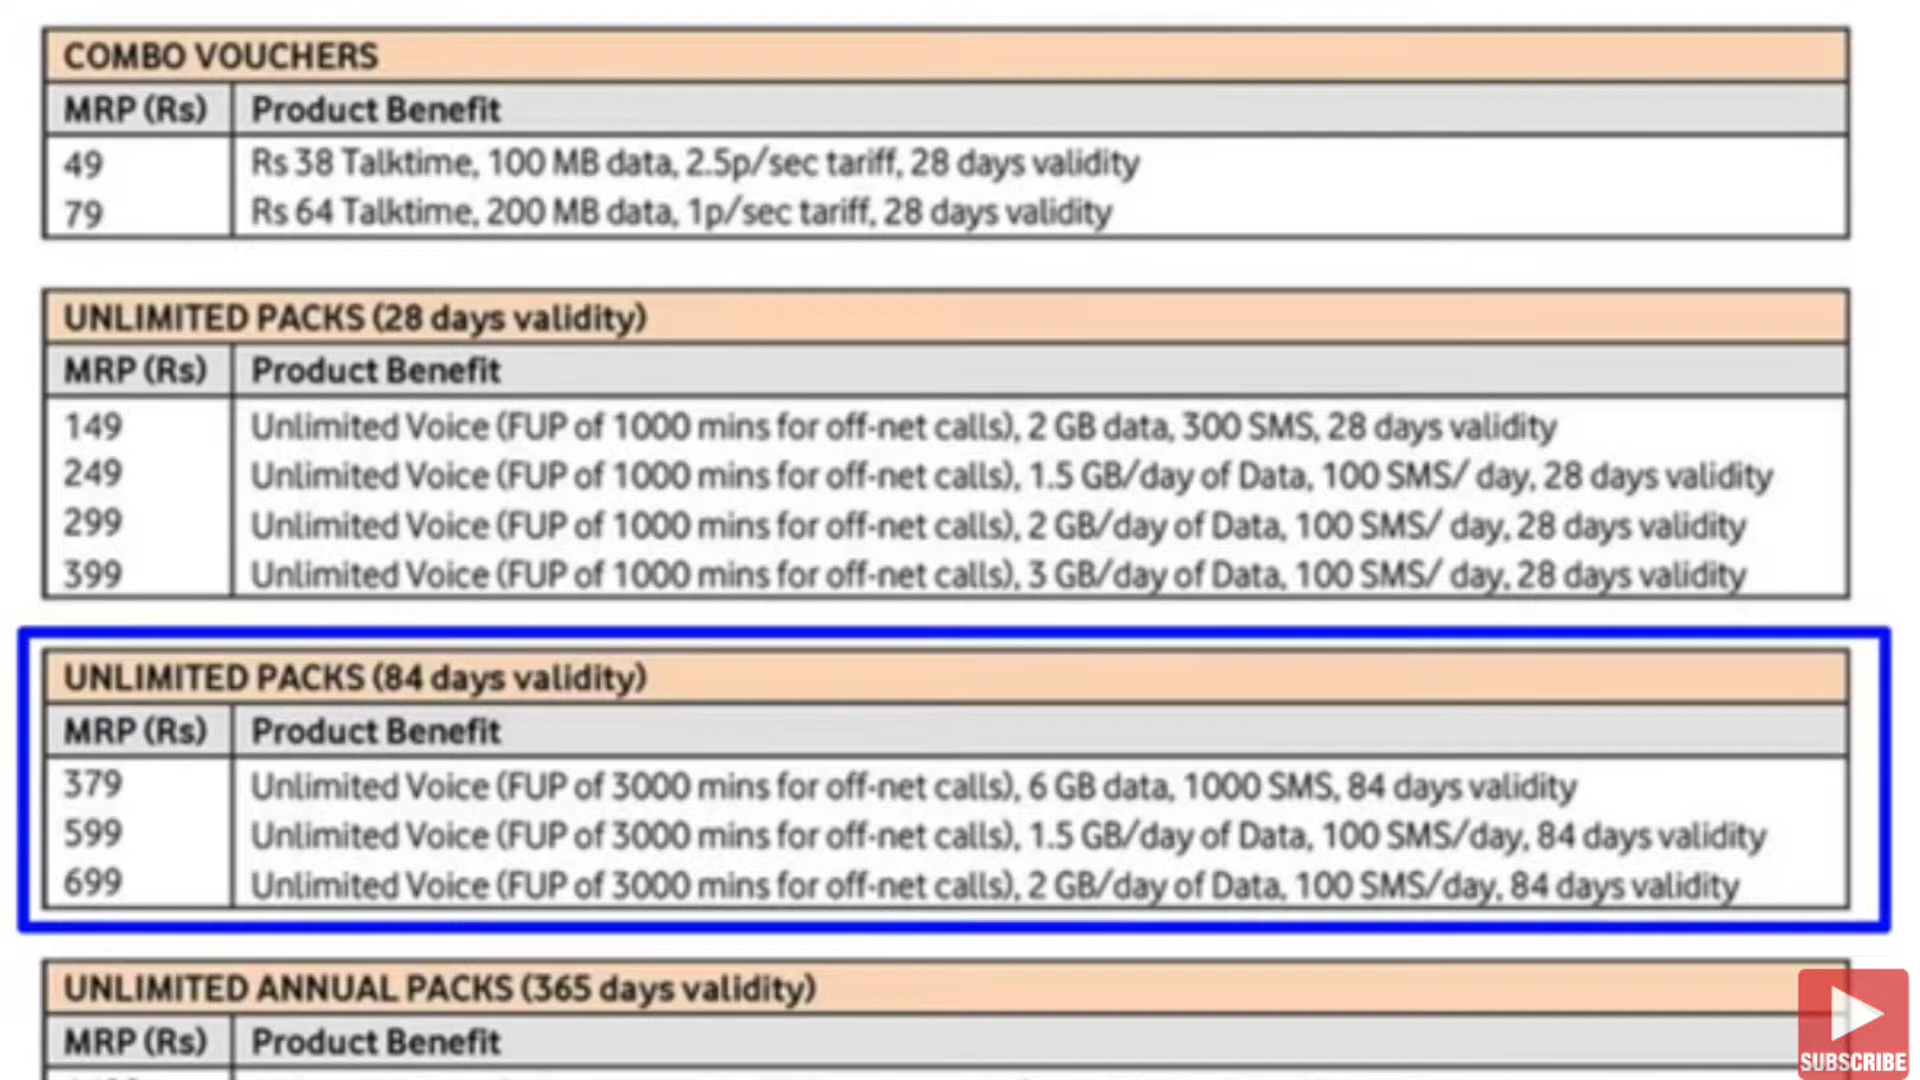 COMBO VOUCHERS
MRP (Rs) Product Benefit
49 Rs 38 Talktime, 100 MB data, 2.5p/sec tariff, 28 days validity
79 Rs 64 Talktime, 200 MB data, 1p/sec tariff, 28 days validity
UNLIMITED PACKS (28 days validity)
MRP (Rs) Product Benefit
149 Unlimited Voice (FUP of 1000 mins for off-net calls), 2 GB data, 300 SMS, 28 days validity
249 Unlimited Voice (FUP of 1000 mins for off-net calls), 1.5 GB/day of Data, 100 SMS/ day, 28 days validity
299 Unlimited Voice (FUP of 1000 mins for off-net calls), 2 GB/day of Data, 100 SMS/ day, 28 days validity
399 Unlimited Voice (FUP of 1000 mins for off-net calls), 3 GB/day of Data, 100 SMS/ day, 28 days validity
UNLIMITED PACKS (84 days validity)
MRP (Rs) Product Benefit
379 Unlimited Voice (FUP of 3000 mins for off-net calls), 6 GB data, 1000 SMS, 84 days validity
599 Unlimited Voice (FUP of 3000 mins for off-net calls), 1.5 GB/day of Data, 100 SMS/day, 84 days validity
699 Unlimited Voice (FUP of 3000 mins for off-net calls), 2 GB/day of Data, 100 SMS/day, 84 days validity
UNLIMITED ANNUAL PACKS (365 days validity)
MRP (Rs) Product Benefit
SUBSCRIBE